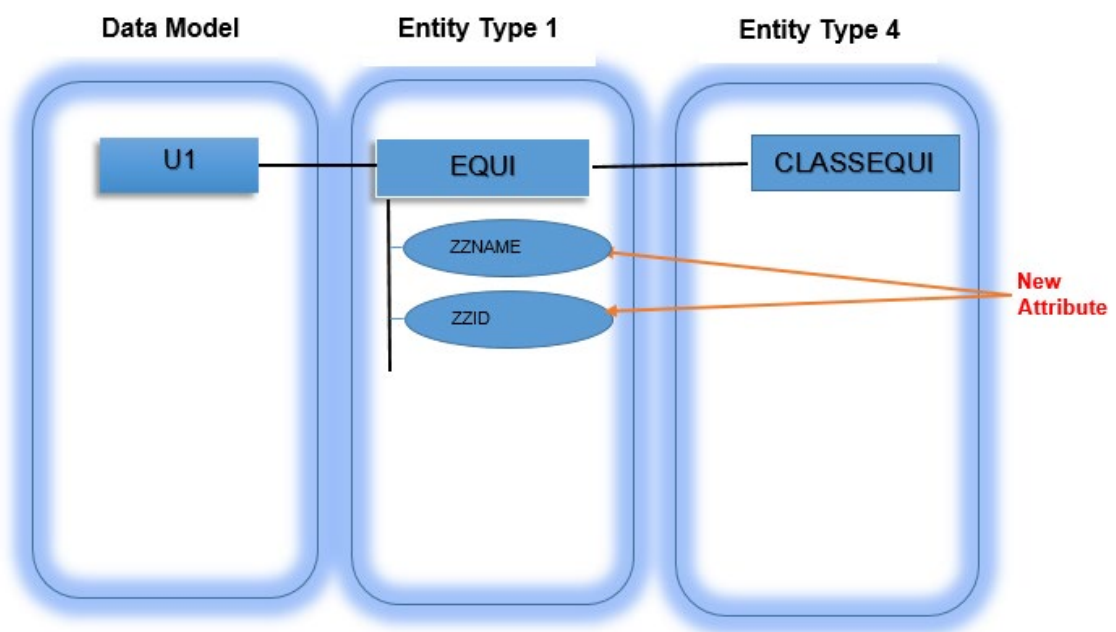 Data Model
Entity Type 1
Entity Type 4
U1
EQUI
CLASSEQUI
ZZNAME
ZZID
New
Attribute